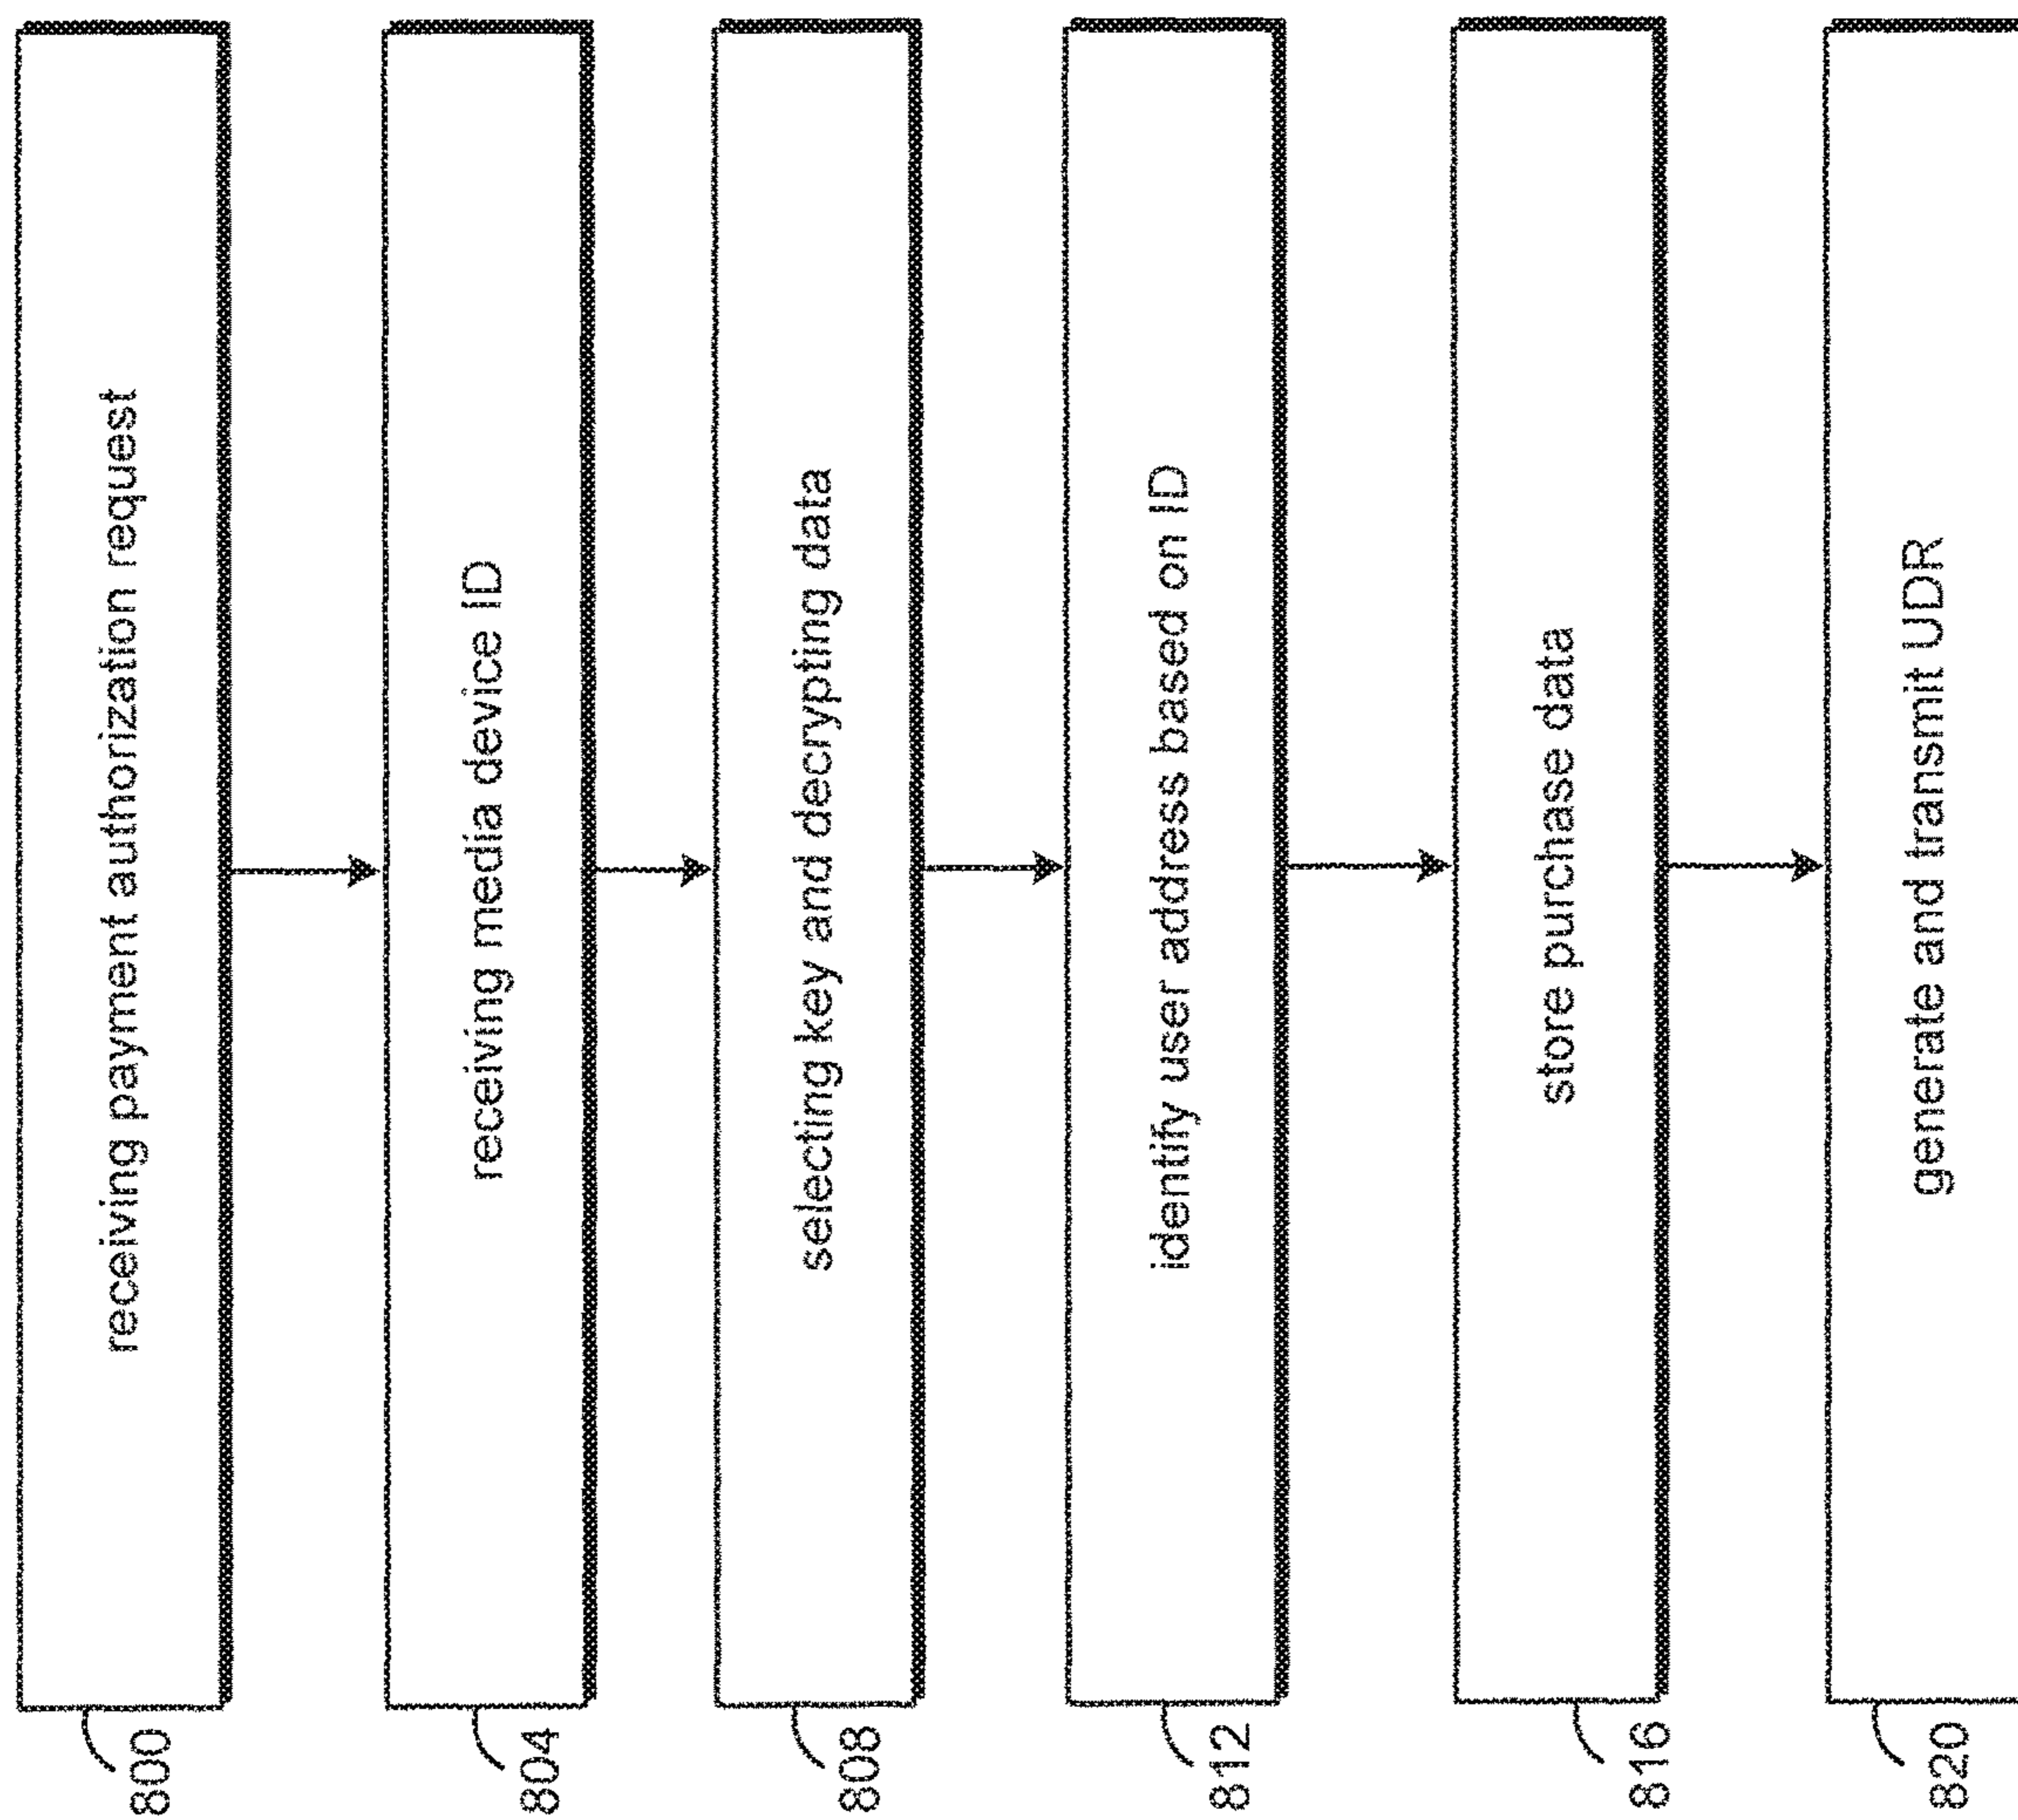 800
receiving payment authorization request
804
receiving media device ID
808
selecting key and decrypting data
812
identify user address based on ID
816
store purchase data
820
generate and transmit UDR